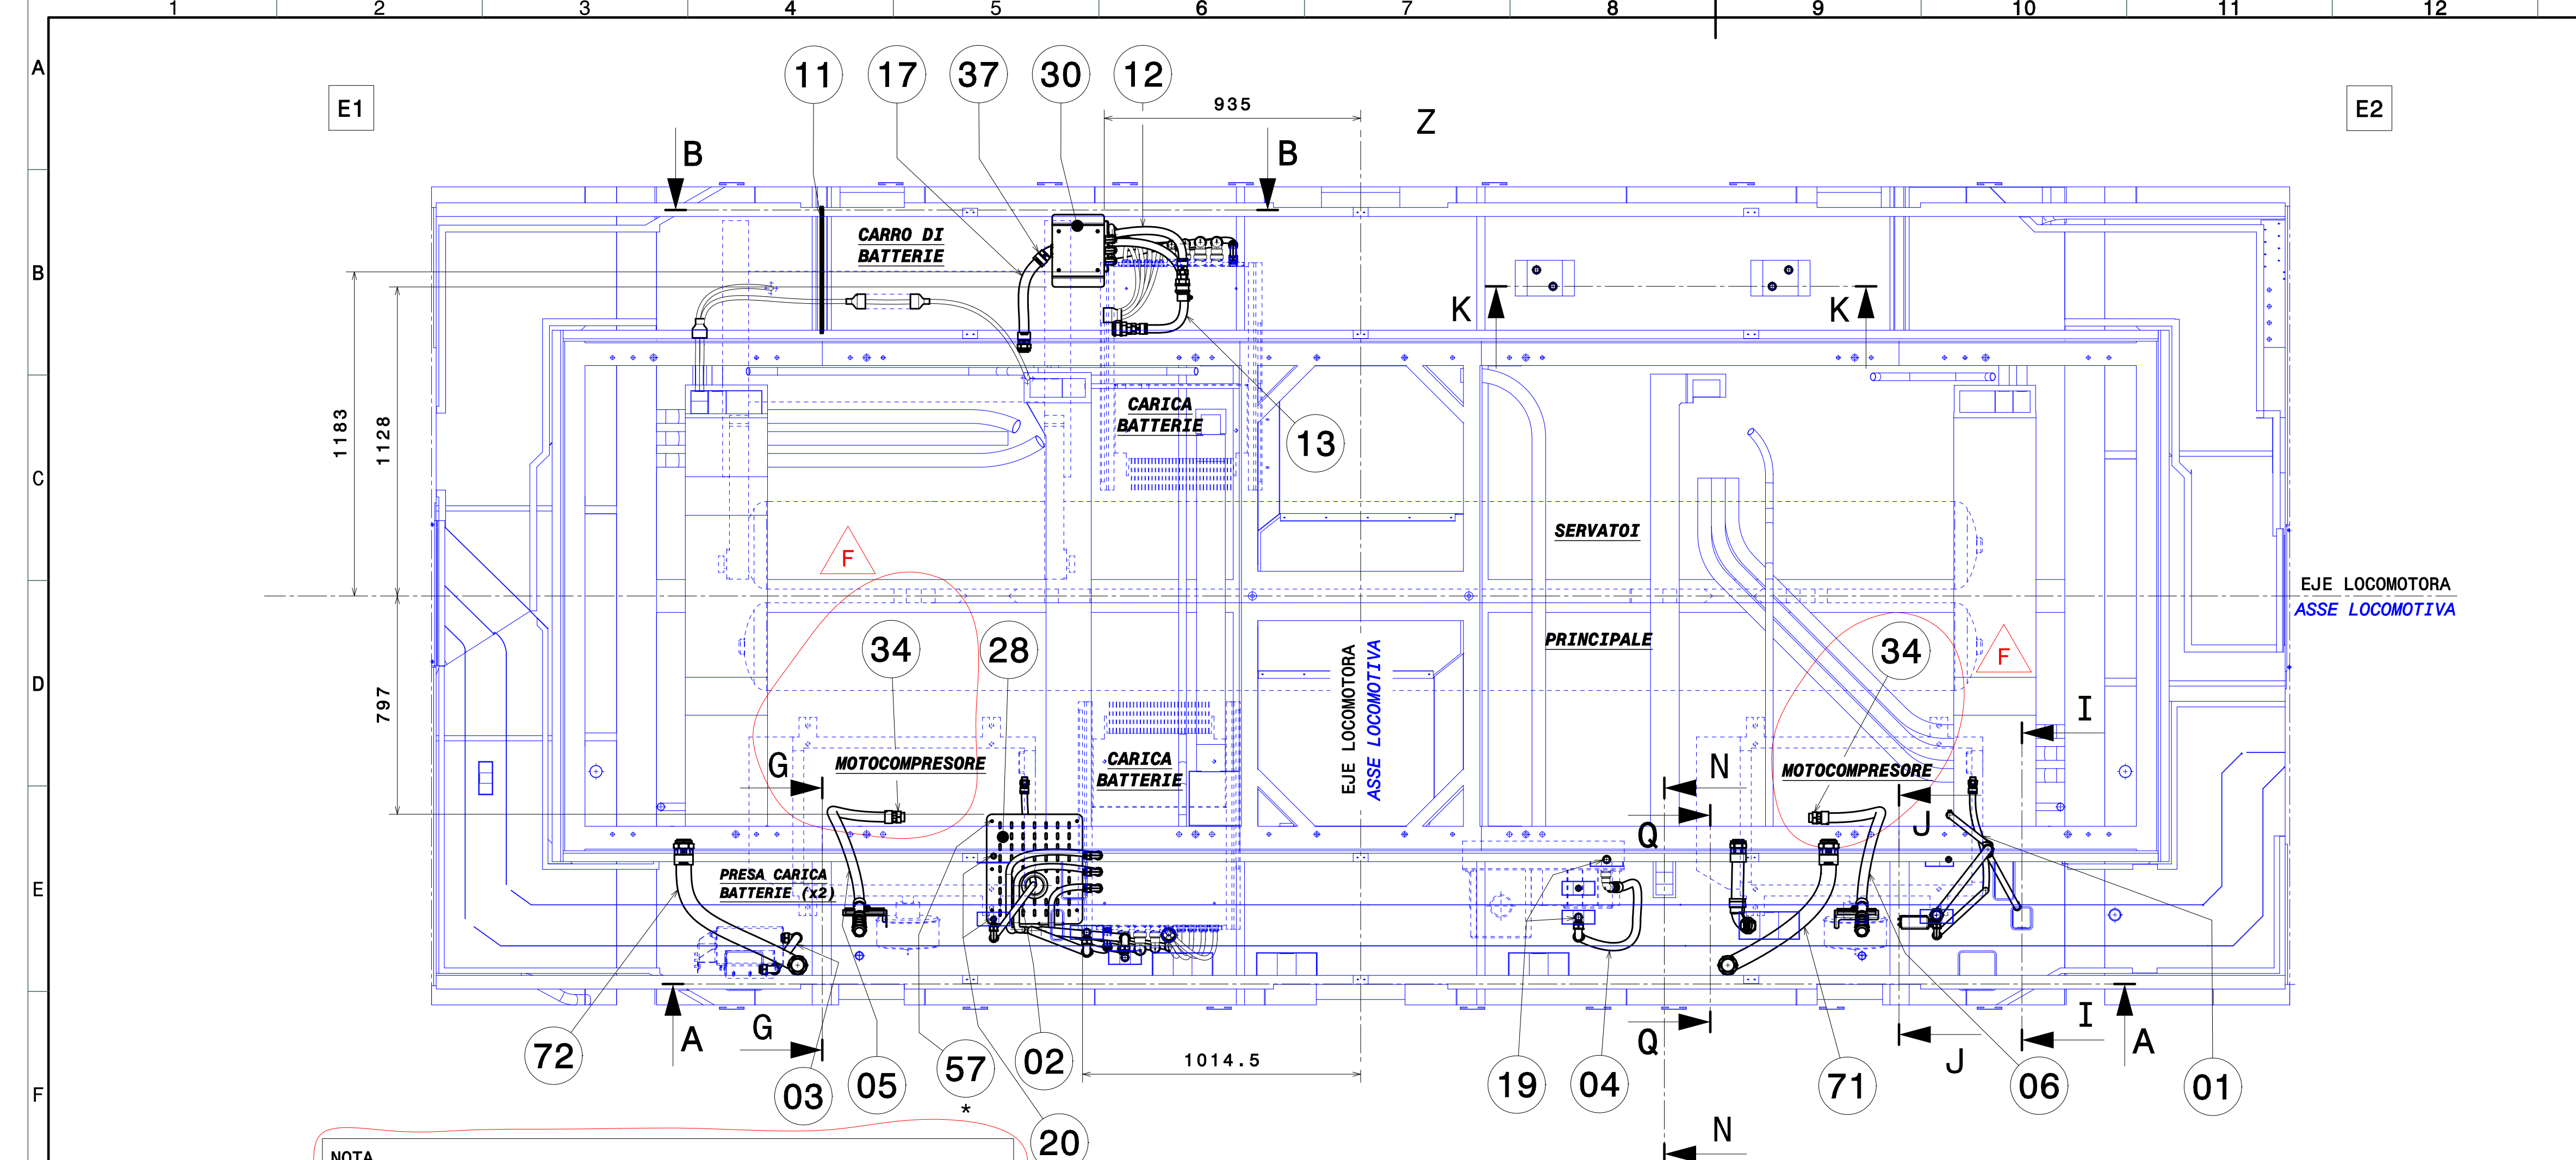 1 2 3 4 5 6 7 8 9 10 11 12
A
B
C
D
E
F
E1
E2
11 17 37 30 12
935
Z
B
B
CARRO DI
BATTERIE
K
K
1183
1128
797
CARICA
BATTERIE
13
SERVATOI
F
EJE LOCOMOTORA
ASSE LOCOMOTIVA
34
28
PRINCIPALE
34
F
EJE LOCOMOTORA
ASSE LOCOMOTIVA
I
G
MOTOCOMPRESORE
CARICA
BATTERIE
N
MOTOCOMPRESORE
Q
J
PRESA CARICA
BATTERIE (x2)
72
A
G
03
05
57
*
02
20
1014.5
19
04
Q
71
J
06
I
A
01
N
NOTA